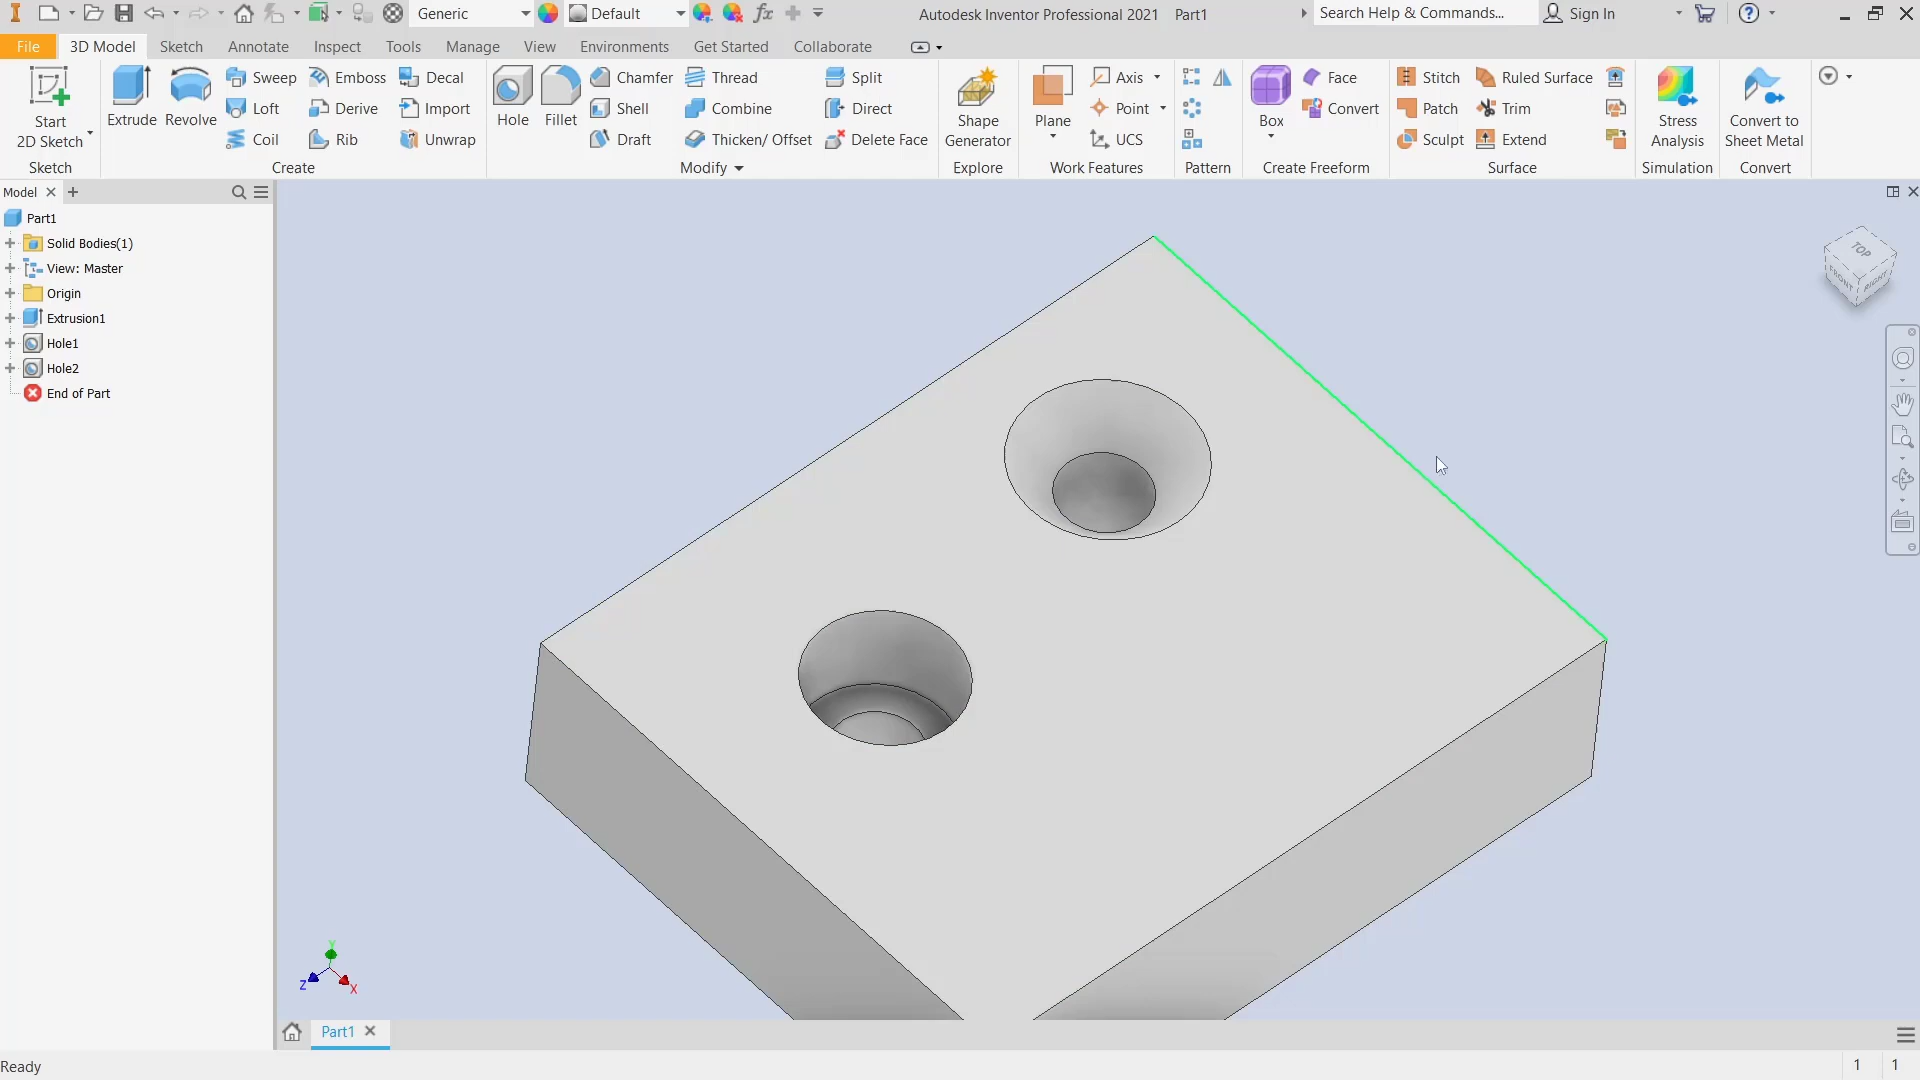 Generic
Default
Autodesk Inventor Professional 2021 Part1
Search Help & Commands...
Sign In
File
3D Model
Sketch
Annotate
Inspect
Tools
Manage
View
Environments
Get Started
Collaborate
Start
2D Sketch
Sketch
Extrude
Revolve
Sweep
Emboss
Decal
Loft
Derive
Import
Coil
Rib
Unwrap
Create
Hole
Fillet
Chamfer
Thread
Split
Shell
Combine
Direct
Draft
Thicken/ Offset
Delete Face
Modify
Shape
Generator
Explore
Plane
Axis
Point
UCS
Work Features
Pattern
Box
Face
Convert
Create Freeform
Stitch
Ruled Surface
Patch
Trim
Sculpt
Extend
Surface
Stress
Analysis
Simulation
Convert to
Sheet Metal
Convert
Model
Part1
Solid Bodies(1)
View: Master
Origin
Extrusion1
Hole1
Hole2
End of Part
TOP
FRONT
RIGHT
Y
Z
X
Part1
Ready
1 1